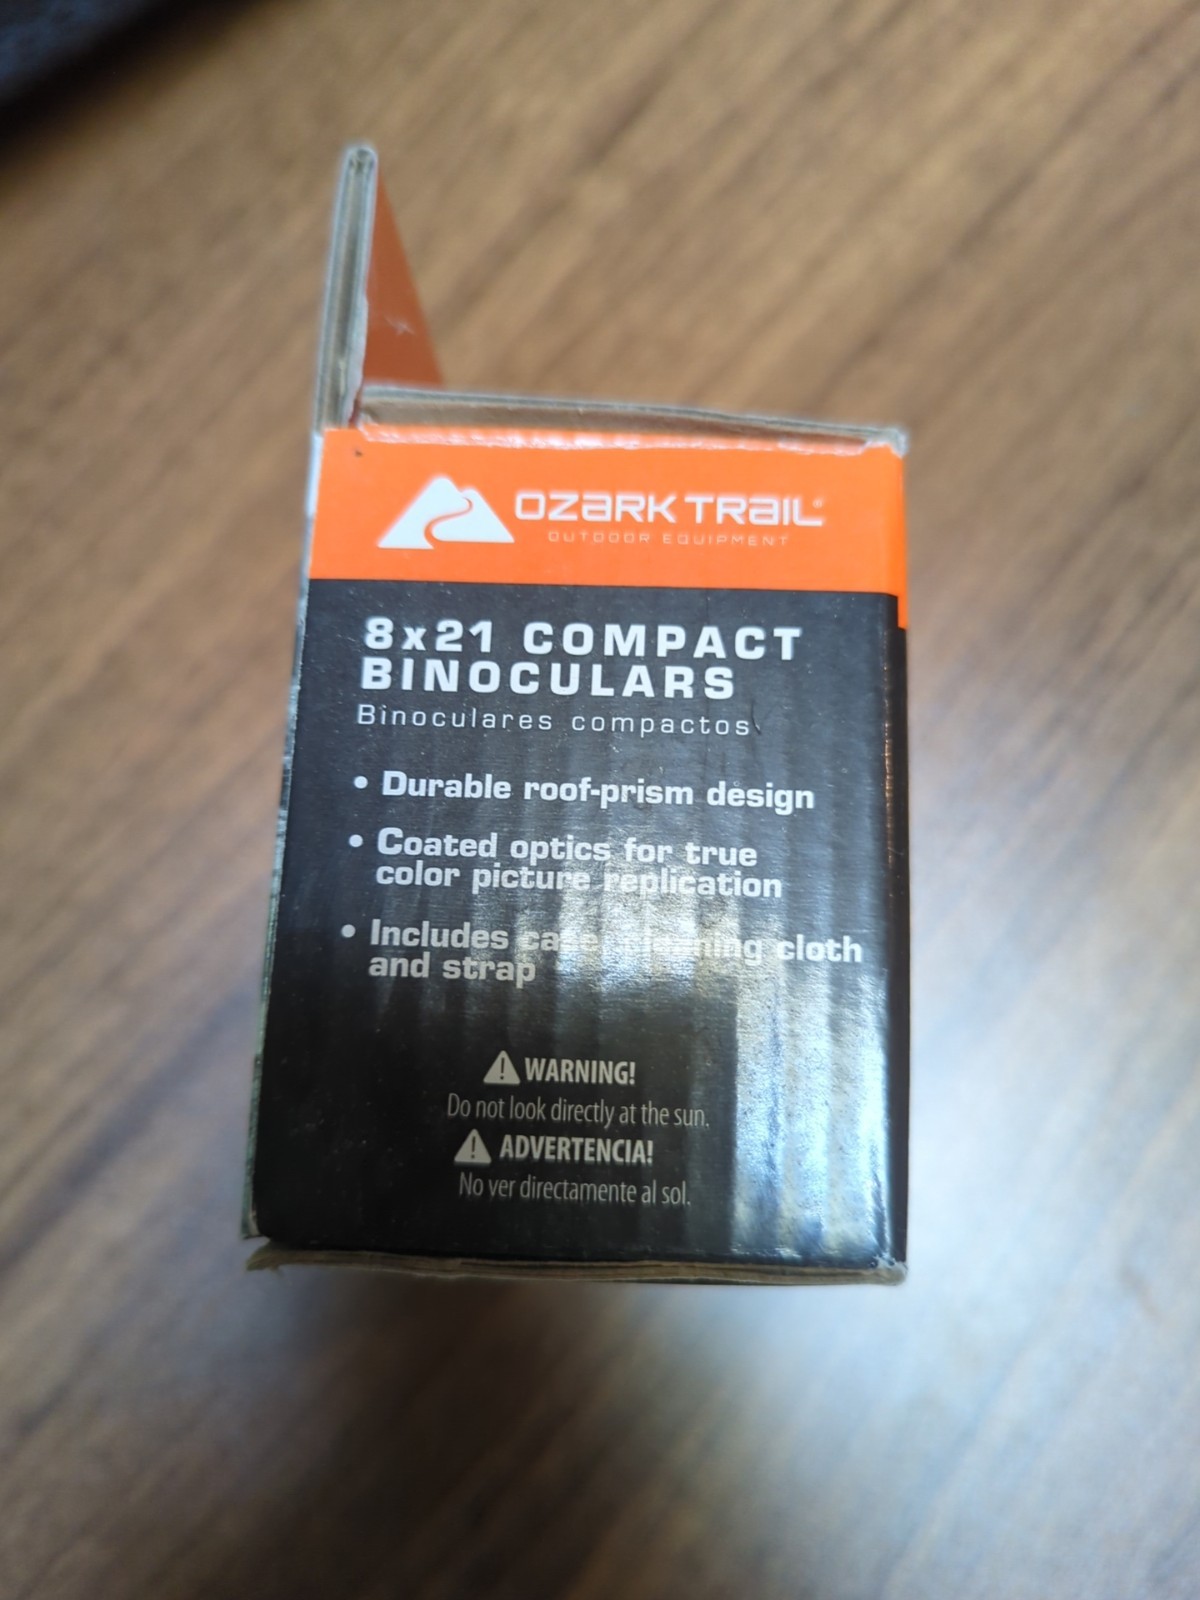 OZARK TRAIL®
OUTDOOR EQUIPMENT
8x21 COMPACT
BINOCULARS
Binoculares compactos
• Durable roof-prism design
• Coated optics for true
color picture replication
• Includes case, cleaning cloth
and strap
WARNING!
Do not look directly at the sun.
ADVERTENCIA!
No ver directamente al sol.